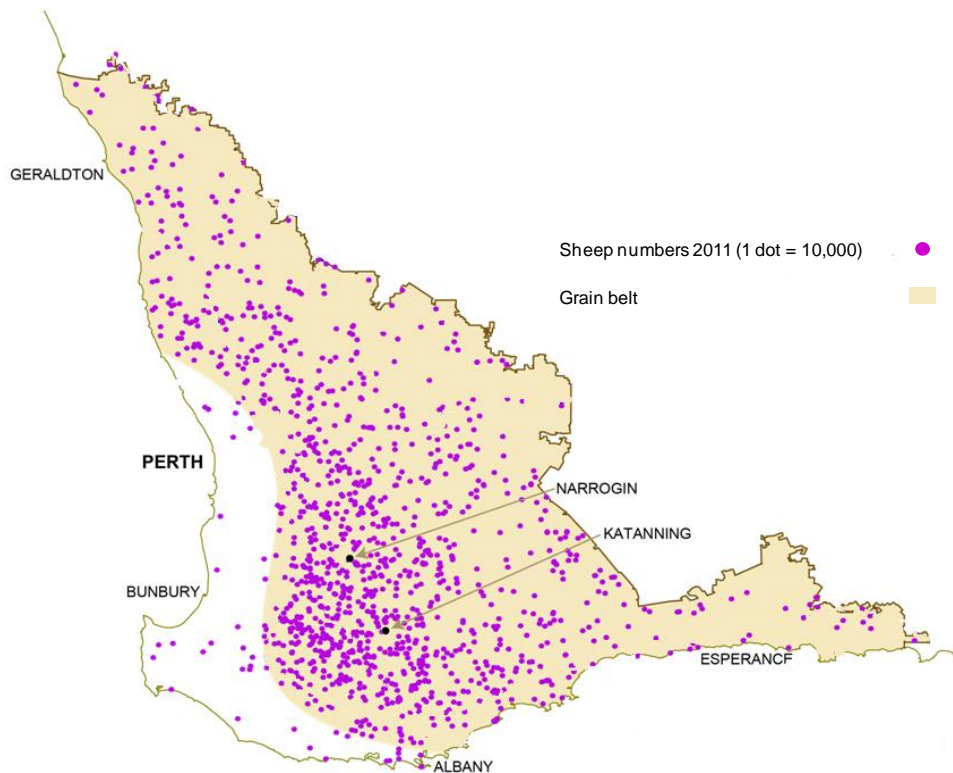 GERALDTON
Sheep numbers 2011 (1 dot = 10,000)
Grain belt
PERTH
NARROGIN
KATANNING
BUNBURY
ESPERANCF
ALBANY